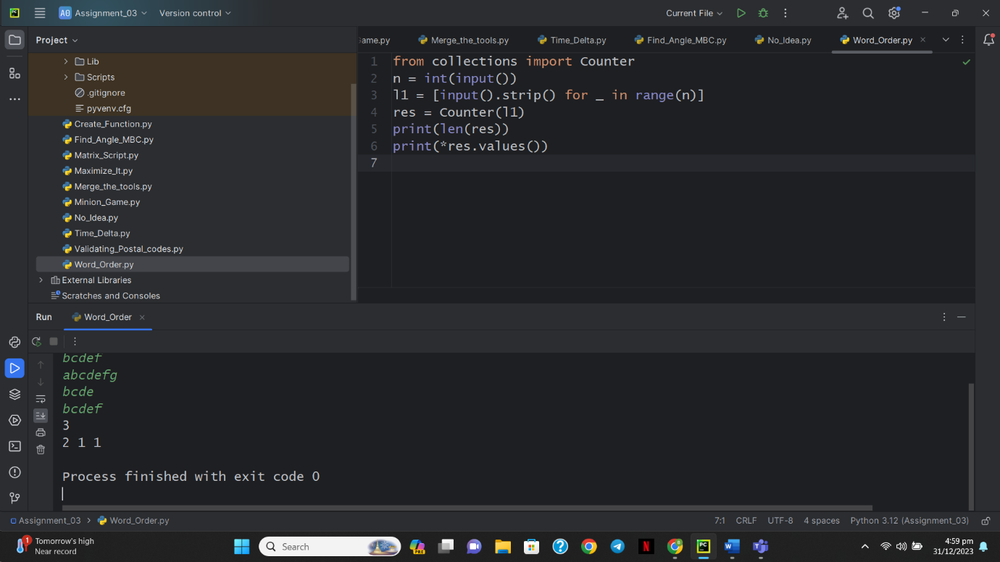 AO Assignment_03 Version control Current File
Project
Lib
Scripts
.gitignore
pyvenv.cfg
Create_Function.py
Find_Angle_MBC.py
Matrix_Script.py
Maximize_It.py
Merge_the_tools.py
Minion_Game.py
No_Idea.py
Time_Delta.py
Validating_Postal_codes.py
Word_Order.py
External Libraries
Scratches and Consoles
ame.py Merge_the_tools.py Time_Delta.py Find_Angle_MBC.py No_Idea.py Word_Order.py
1 from collections import Counter
2 n = int(input())
3 l1 = [input().strip() for _ in range(n)]
4 res = Counter(l1)
5 print(len(res))
6 print(*res.values())
7
Run Word_Order
bcdef
abcdefg
bcde
bcdef
3
2 1 1
Process finished with exit code 0
Assignment_03 > Word_Order.py 7:1 CRLF UTF-8 4 spaces Python 3.12 (Assignment_03)
1
Tomorrow's high
Near record
Search
PRE
N
PC
W
4:59 pm
31/12/2023